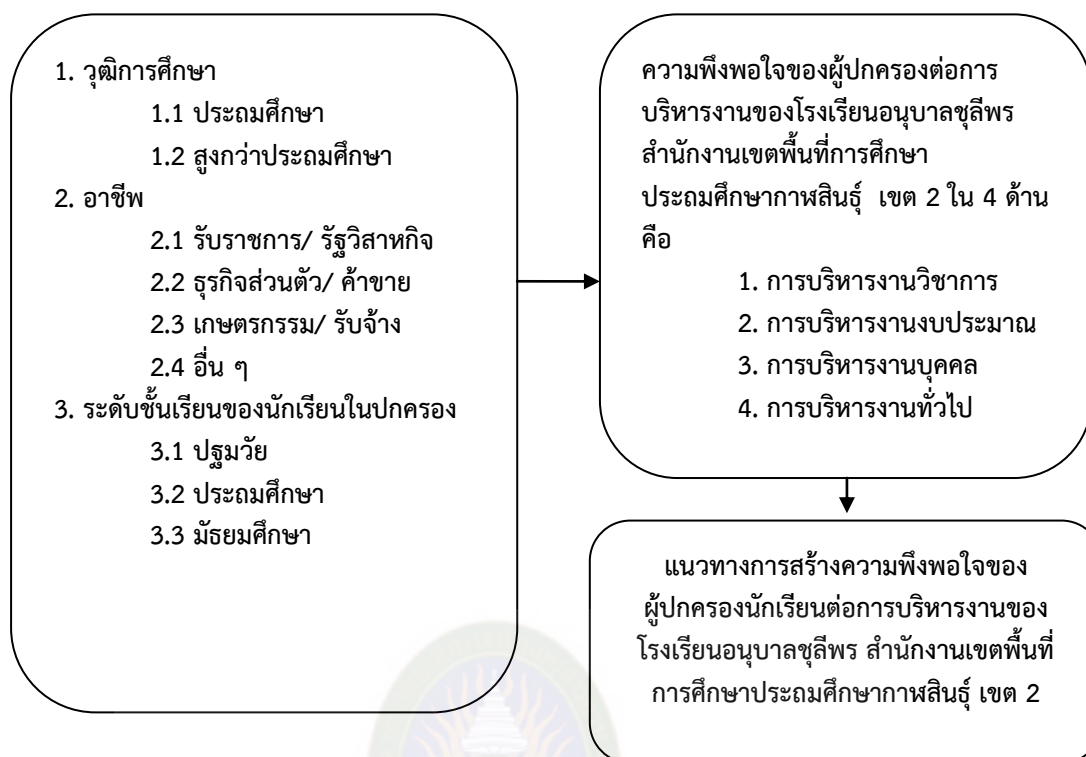 1. วุฒิการศึกษา
1.1 ประถมศึกษา
1.2 สูงกว่าประถมศึกษา
2. อาชีพ
2.1 รับราชการ/ รัฐวิสาหกิจ
2.2 ธุรกิจส่วนตัว/ ค้าขาย
2.3 เกษตรกรรม/ รับจ้าง
2.4 อื่น ๆ
3. ระดับชั้นเรียนของนักเรียนในปกครอง
3.1 ปฐมวัย
3.2 ประถมศึกษา
3.3 มัธยมศึกษา
ความพึงพอใจของผู้ปกครองต่อการ
บริหารงานของโรงเรียนอนุบาลชุลีพร
สำนักงานเขตพื้นที่การศึกษา
ประถมศึกษากาฬสินธุ์ เขต 2 ใน 4 ด้าน
คือ
1. การบริหารงานวิชาการ
2. การบริหารงานงบประมาณ
3. การบริหารงานบุคคล
4. การบริหารงานทั่วไป
แนวทางการสร้างความพึงพอใจของ
ผู้ปกครองนักเรียนต่อการบริหารงานของ
โรงเรียนอนุบาลชุลีพร สำนักงานเขตพื้นที่
การศึกษาประถมศึกษากาฬสินธุ์ เขต 2